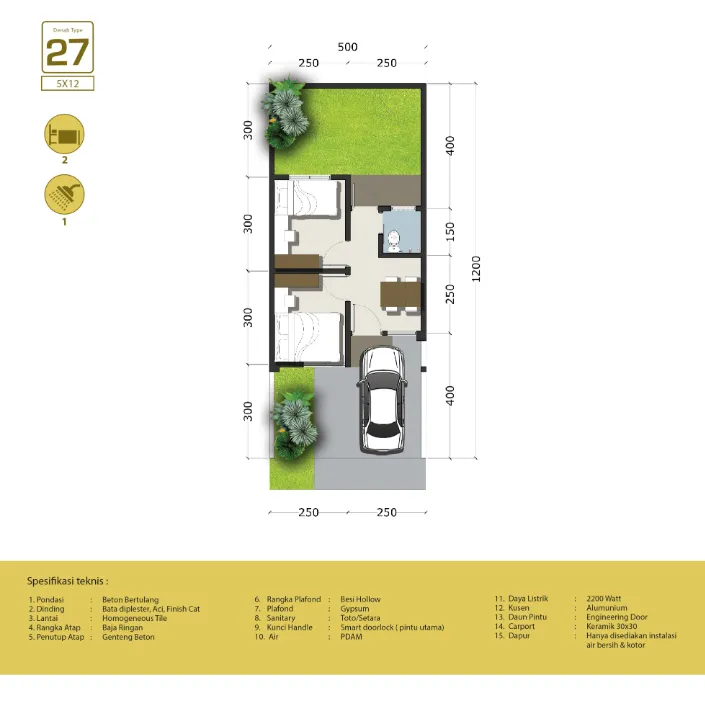 Denah Type
27
5X12
2
1
500
250 250
300
300
300
300
400
150
250
400
1200
250 250
Spesifikasi teknis :
1. Pondasi : Beton Bertulang
2. Dinding : Bata diplester, Aci, Finish Cat
3. Lantai : Homogeneous Tile
4. Rangka Atap : Baja Ringan
5. Penutup Atap : Genteng Beton
6. Rangka Plafond : Besi Hollow
7. Plafond : Gypsum
8. Sanitary : Toto/Setara
9. Kunci Handle : Smart doorlock ( pintu utama)
10. Air : PDAM
11. Daya Listrik : 2200 Watt
12. Kusen : Alumunium
13. Daun Pintu : Engineering Door
14. Carport : Keramik 30x30
15. Dapur : Hanya disediakan instalasi
air bersih & kotor